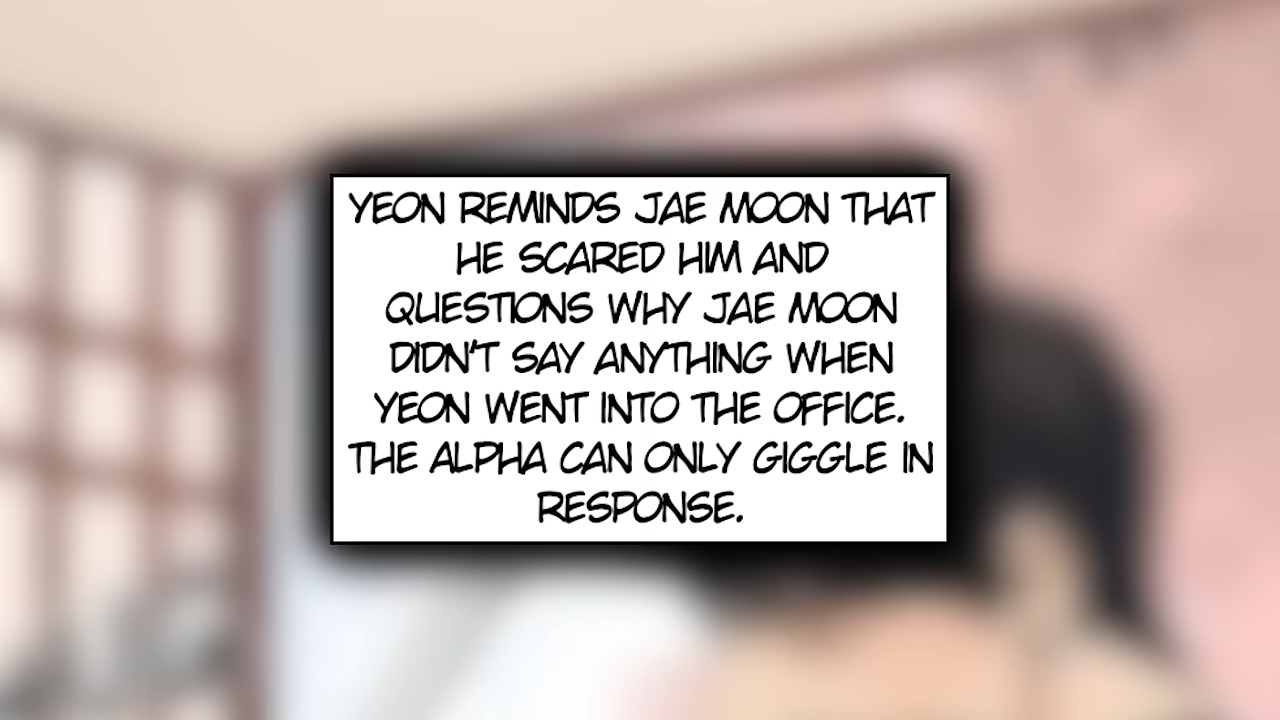 YEON REMINDS JAE MOON THAT
HE SCARED HIM AND
QUESTIONS WHY JAE MOON
DIDN'T SAY ANYTHING WHEN
YEON WENT INTO THE OFFICE.
THE ALPHA CAN ONLY GIGGLE IN
RESPONSE.